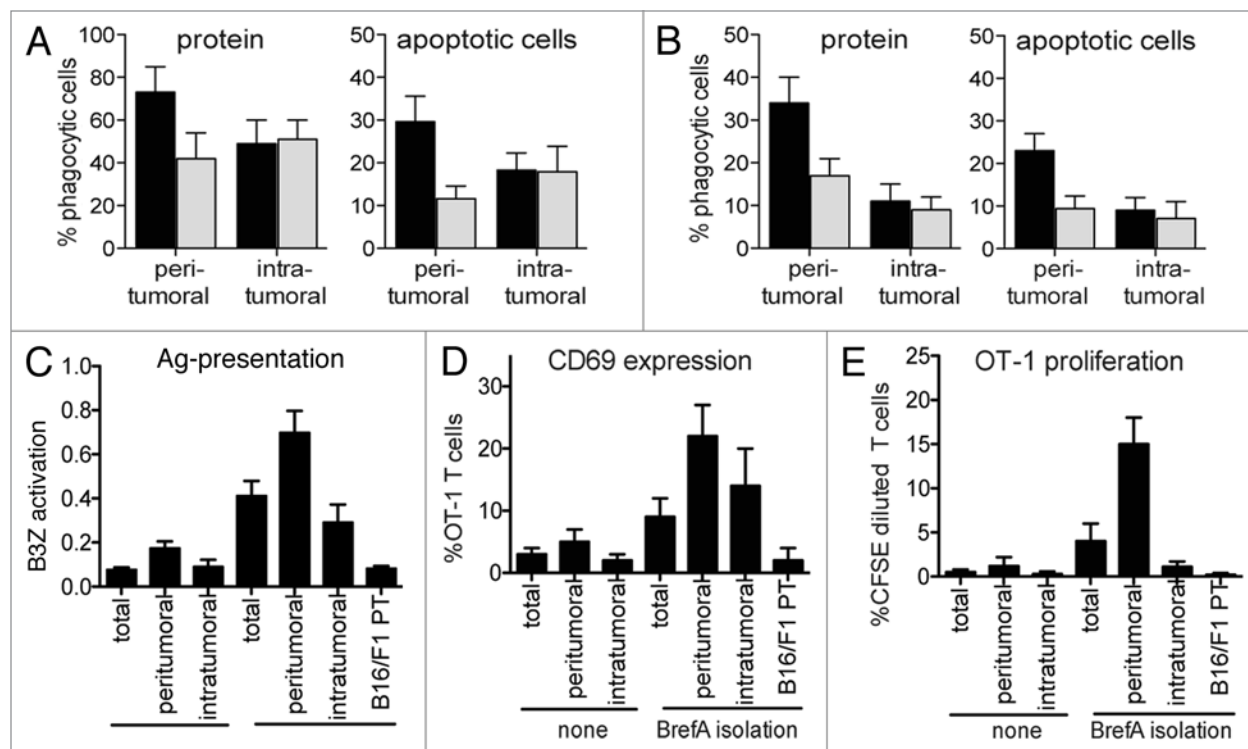 A
protein
apoptotic cells
% phagocytic cells
100
80
60
40
20
0
50
40
30
20
10
0
peri-
tumoral
intra-
tumoral
peri-
tumoral
intra-
tumoral
B
protein
apoptotic cells
% phagocytic cells
50
40
30
20
10
0
50
40
30
20
10
0
peri-
tumoral
intra-
tumoral
peri-
tumoral
intra-
tumoral
C
Ag-presentation
B3Z activation
1.0
0.8
0.6
0.4
0.2
0.0
total
peritumoral
intratumoral
total
peritumoral
intratumoral
B16/F1 PT
D
CD69 expression
%OT-1 T cells
30
20
10
0
total
peritumoral
intratumoral
total
peritumoral
intratumoral
B16/F1 PT
none
BrefA isolation
E
OT-1 proliferation
%CFSE diluted T cells
25
20
15
10
5
0
total
peritumoral
intratumoral
total
peritumoral
intratumoral
B16/F1 PT
none
BrefA isolation